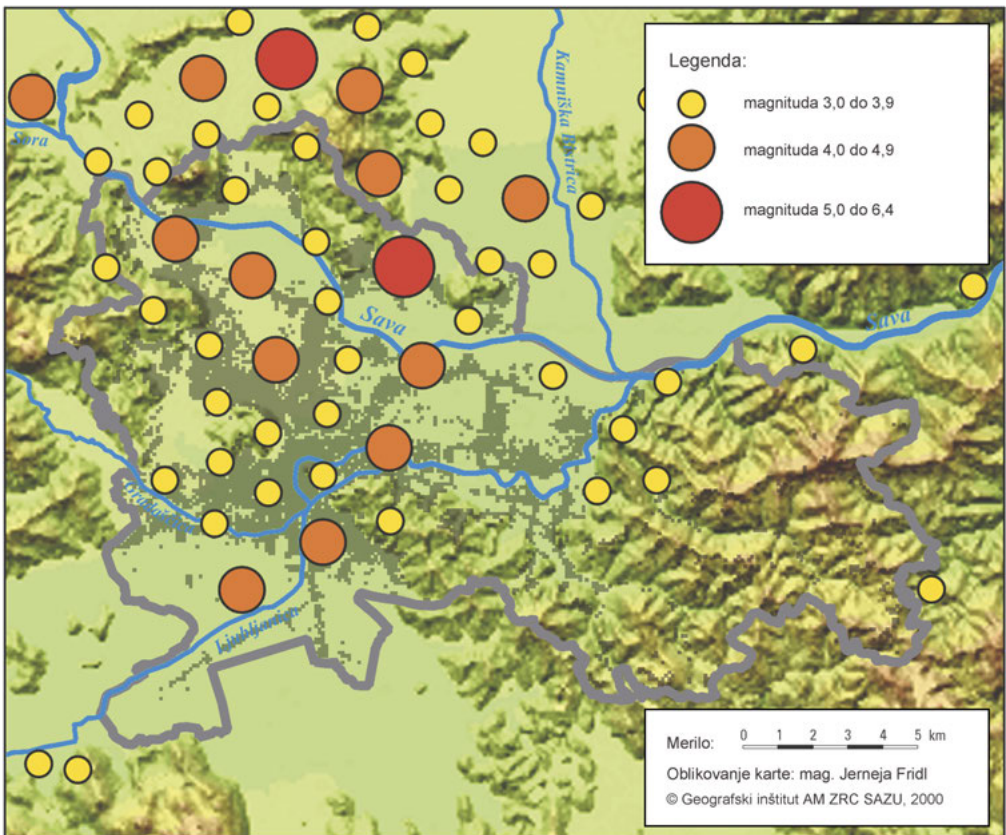 Legenda:
magnituda 3,0 do 3,9
magnituda 4,0 do 4,9
magnituda 5,0 do 6,4
Kamniška Bistrica
Sora
Sava
Sava
Gradaščica
Ljubljanica
Merilo: 0 1 2 3 4 5 km
Oblikovanje karte: mag. Jerneja Fridl
© Geografski inštitut AM ZRC SAZU, 2000